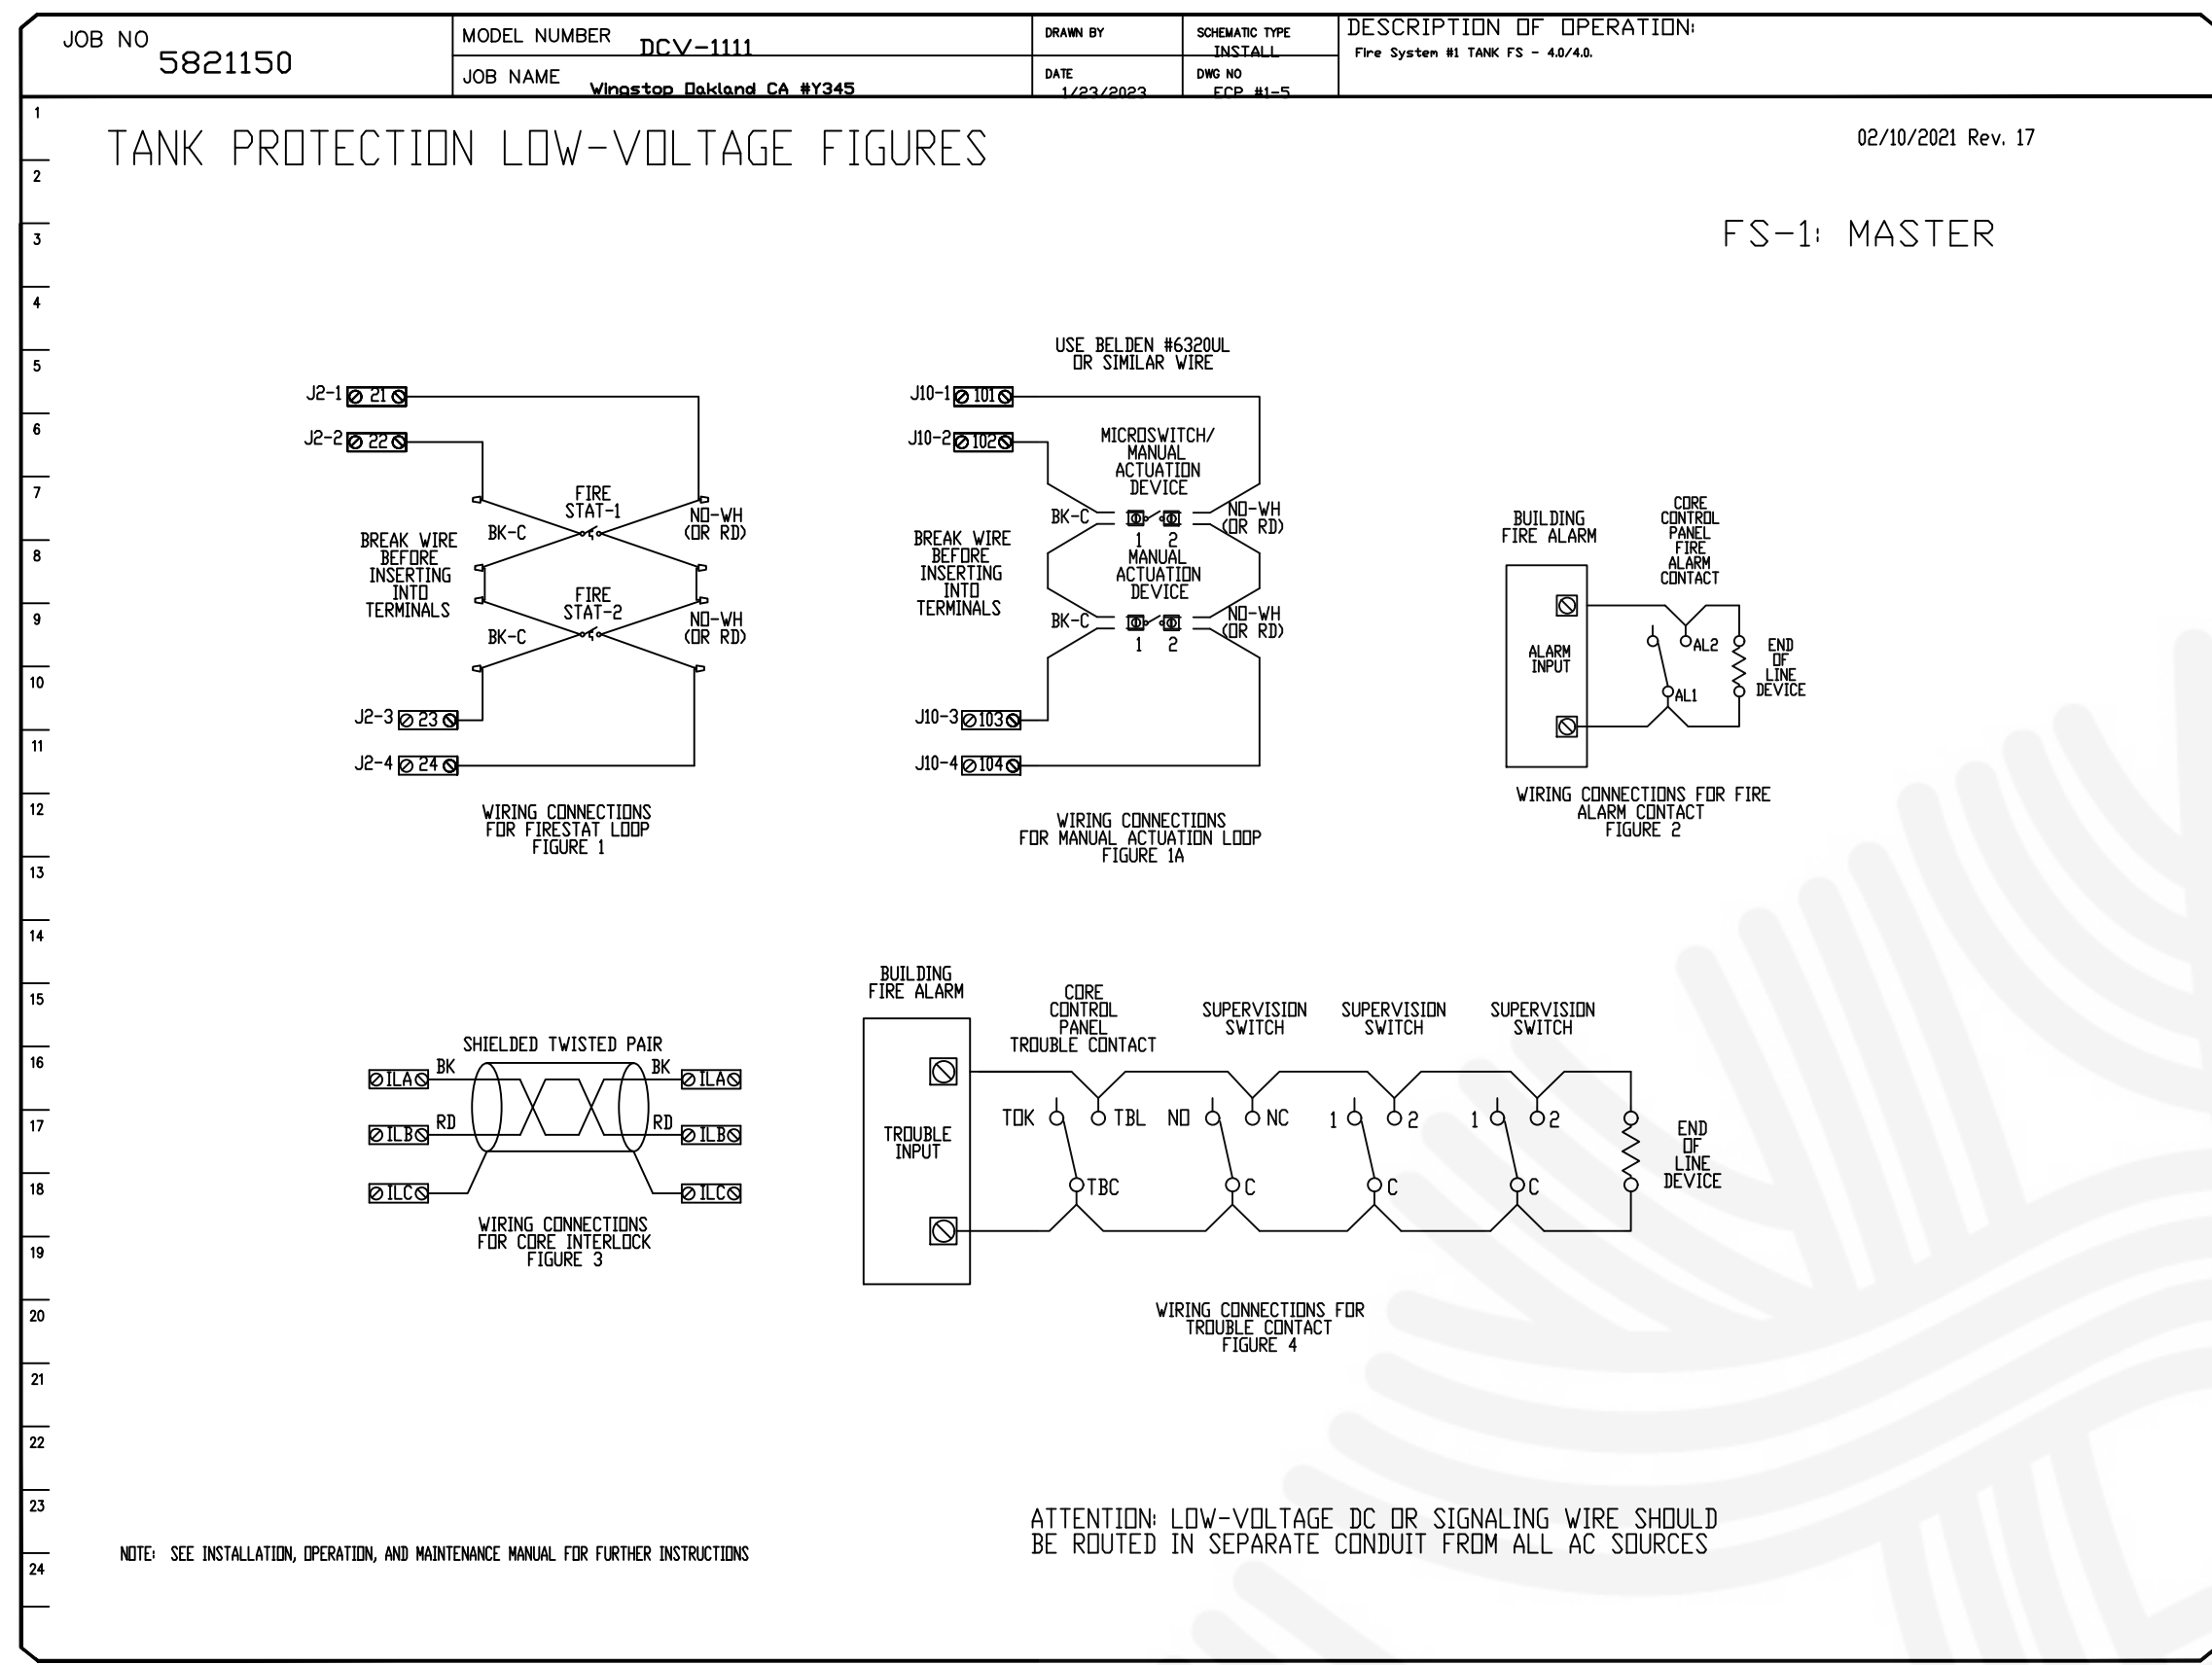 JOB NO
5821150
MODEL NUMBER
DCV-1111
JOB NAME
Wingstop Oakland CA #Y345
DRAWN BY
DATE
1/23/2023
SCHEMATIC TYPE
INSTALL
DWG NO
ECP #1-5
DESCRIPTION OF OPERATION:
Fire System #1 TANK FS - 4.0/4.0.
1
2
3
4
5
6
7
8
9
10
11
12
13
14
15
16
17
18
19
20
21
22
23
24
TANK PROTECTION LOW-VOLTAGE FIGURES
02/10/2021 Rev. 17
FS-1: MASTER
J2-1
21
J2-2
22
FIRE
STAT-1
BK-C
NO-WH
(OR RD)
BREAK WIRE
BEFORE
INSERTING
INTO
TERMINALS
FIRE
STAT-2
BK-C
NO-WH
(OR RD)
J2-3
23
J2-4
24
WIRING CONNECTIONS
FOR FIRESTAT LOOP
FIGURE 1
USE BELDEN #6320UL
OR SIMILAR WIRE
J10-1
101
J10-2
102
MICROSWITCH/
MANUAL
ACTUATION
DEVICE
BK-C
NO-WH
(OR RD)
1 2
BREAK WIRE
BEFORE
INSERTING
INTO
TERMINALS
MANUAL
ACTUATION
DEVICE
BK-C
NO-WH
(OR RD)
1 2
J10-3
103
J10-4
104
WIRING CONNECTIONS
FOR MANUAL ACTUATION LOOP
FIGURE 1A
BUILDING
FIRE ALARM
CORE
CONTROL
PANEL
FIRE
ALARM
CONTACT
ALARM
INPUT
AL2
AL1
END
OF
LINE
DEVICE
WIRING CONNECTIONS FOR FIRE
ALARM CONTACT
FIGURE 2
SHIELDED TWISTED PAIR
ILA
BK
BK
ILA
ILB
RD
RD
ILB
ILC
ILC
WIRING CONNECTIONS
FOR CORE INTERLOCK
FIGURE 3
BUILDING
FIRE ALARM
CORE
CONTROL
PANEL
TROUBLE CONTACT
SUPERVISION
SWITCH
SUPERVISION
SWITCH
SUPERVISION
SWITCH
TROUBLE
INPUT
TOK
TBL
NO
NC
1
2
1
2
TBC
C
C
C
END
OF
LINE
DEVICE
WIRING CONNECTIONS FOR
TROUBLE CONTACT
FIGURE 4
ATTENTION: LOW-VOLTAGE DC OR SIGNALING WIRE SHOULD
BE ROUTED IN SEPARATE CONDUIT FROM ALL AC SOURCES
NOTE: SEE INSTALLATION, OPERATION, AND MAINTENANCE MANUAL FOR FURTHER INSTRUCTIONS